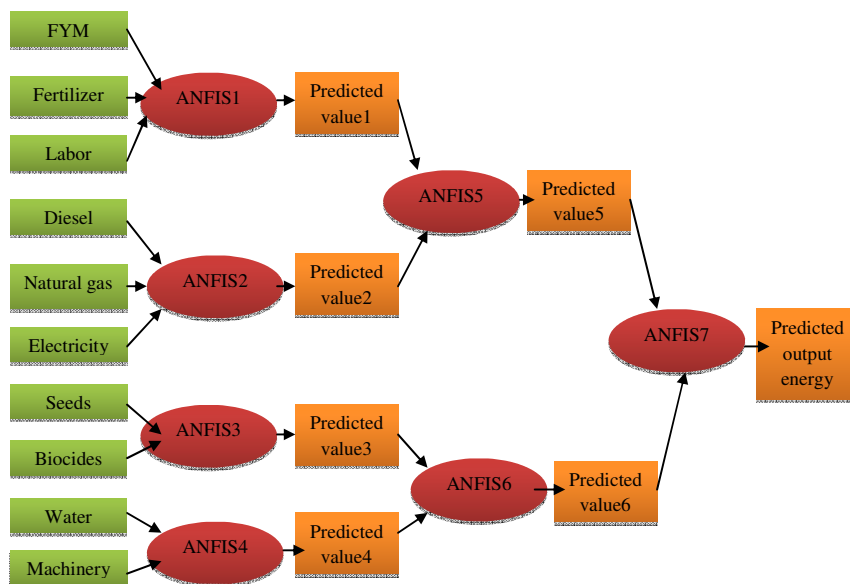 FYM
Fertilizer
Labor
ANFIS1
Predicted
value1
Diesel
Natural gas
Electricity
ANFIS2
Predicted
value2
ANFIS5
Predicted
value5
Seeds
Biocides
ANFIS3
Predicted
value3
Water
Machinery
ANFIS4
Predicted
value4
ANFIS6
Predicted
value6
ANFIS7
Predicted
output
energy